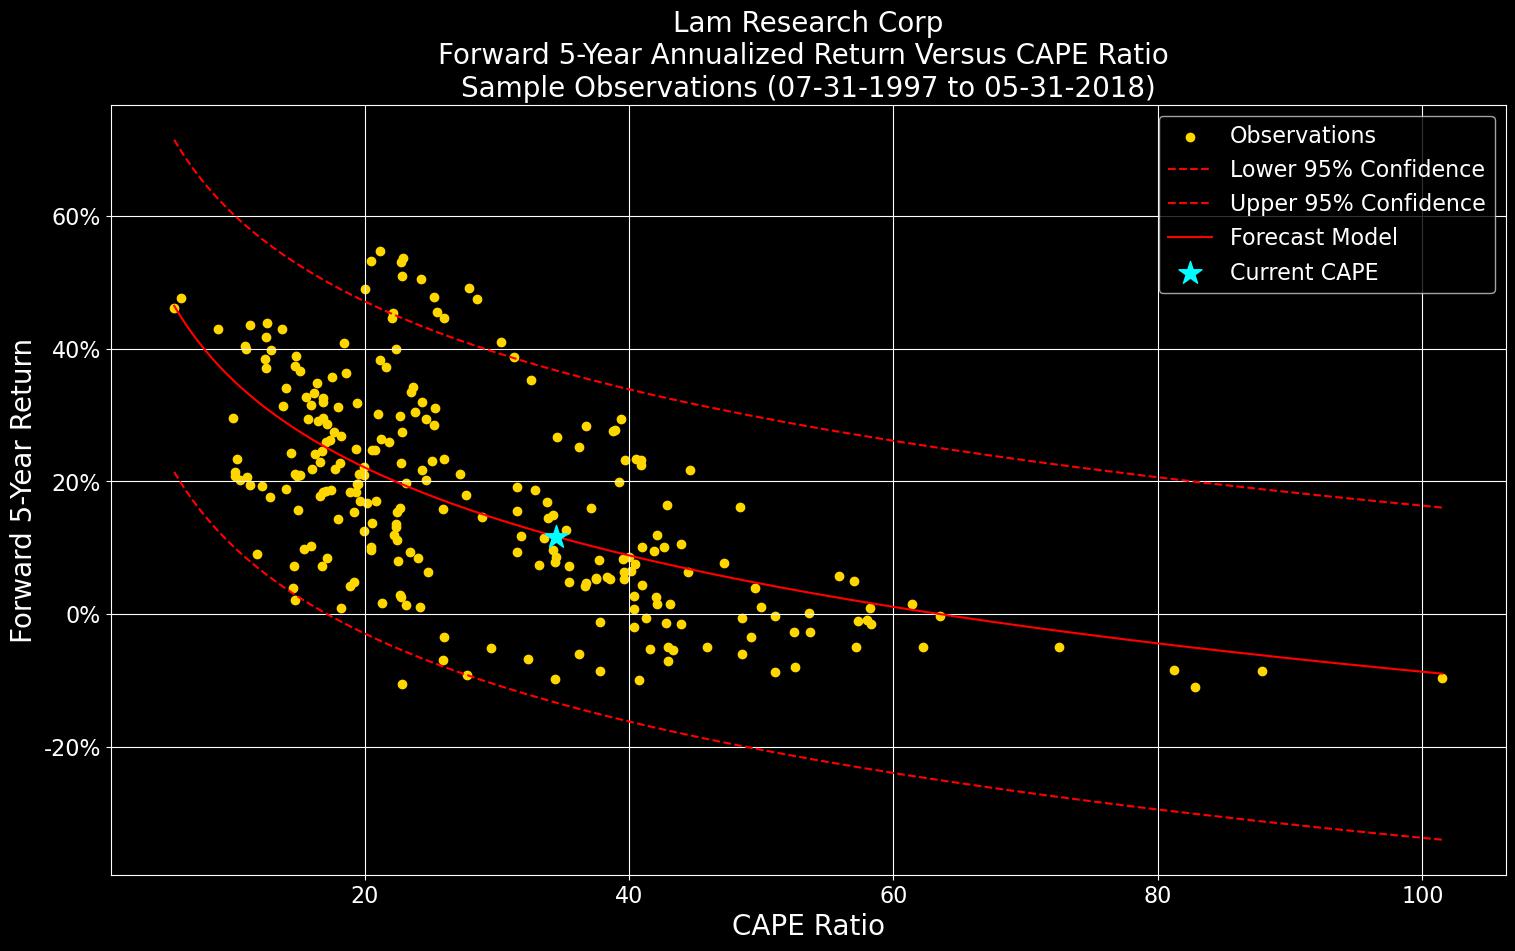 Lam Research Corp
Forward 5-Year Annualized Return Versus CAPE Ratio
Sample Observations (07-31-1997 to 05-31-2018)
Observations
Lower 95% Confidence
Upper 95% Confidence
Forecast Model
Current CAPE
Forward 5-Year Return
60%
40%
20%
0%
-20%
20
40
60
80
100
CAPE Ratio